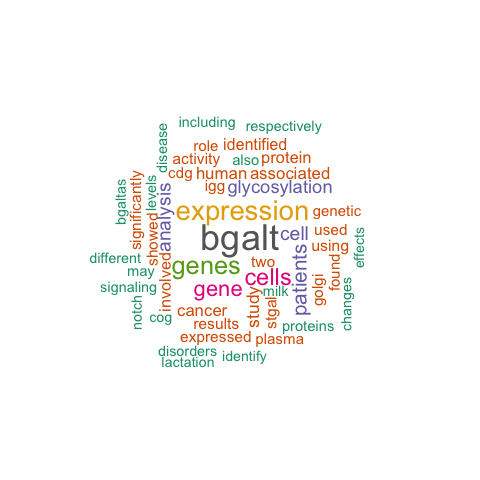 including
respectively
disease
role
identified
activity
also
protein
cdg
human
associated
levels
igg
glycosylation
bgaltas
significantly
showed
analysis
expression
genetic
bgalt
cell
used
using
different
genes
two
cells
patients
found
effects
may
signaling
involved
gene
milk
golgi
changes
notch
cog
cancer
study
stgal
results
proteins
expressed
plasma
disorders
identify
lactation